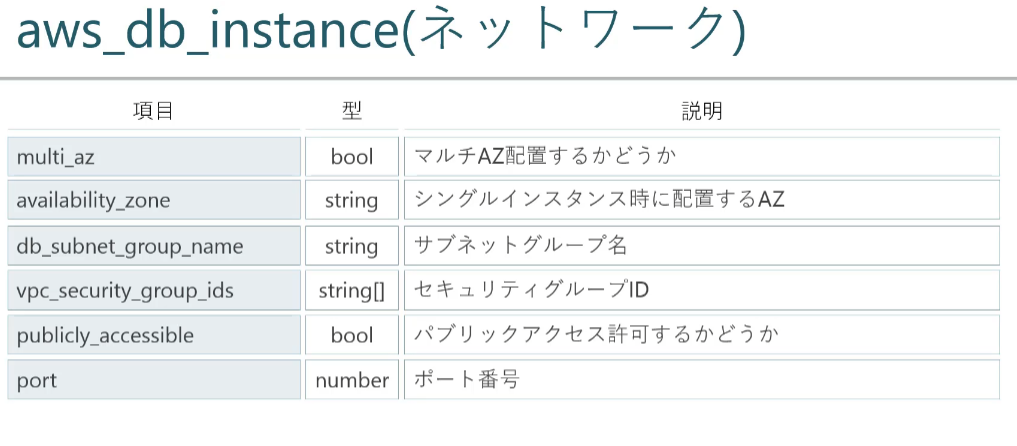 aws_db_instance(ネットワーク)
項目 型 説明
multi_az bool マルチAZ配置するかどうか
availability_zone string シングルインスタンス時に配置するAZ
db_subnet_group_name string サブネットグループ名
vpc_security_group_ids string[] セキュリティグループID
publicly_accessible bool パブリックアクセス許可するかどうか
port number ポート番号